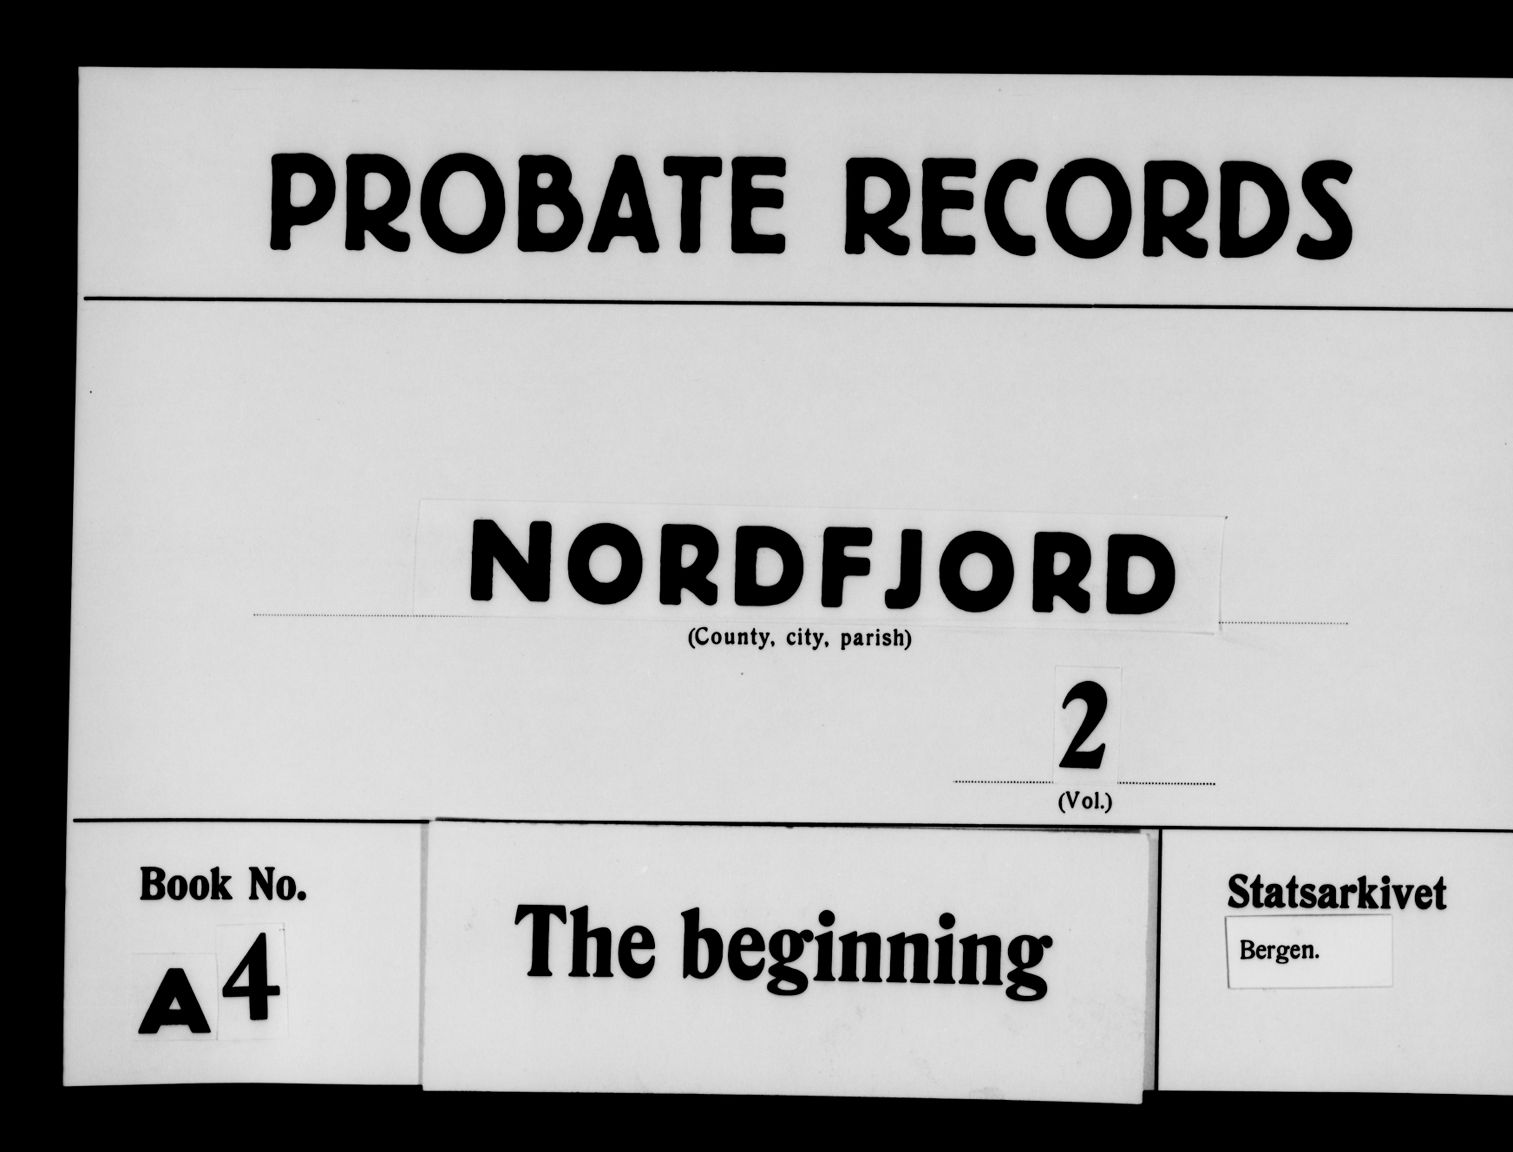 PROBATE RECORDS
NORDFJORD
(County, city, parish)
2
(Vol.)
Book No.
A4
The beginning
Statsarkivet
Bergen.